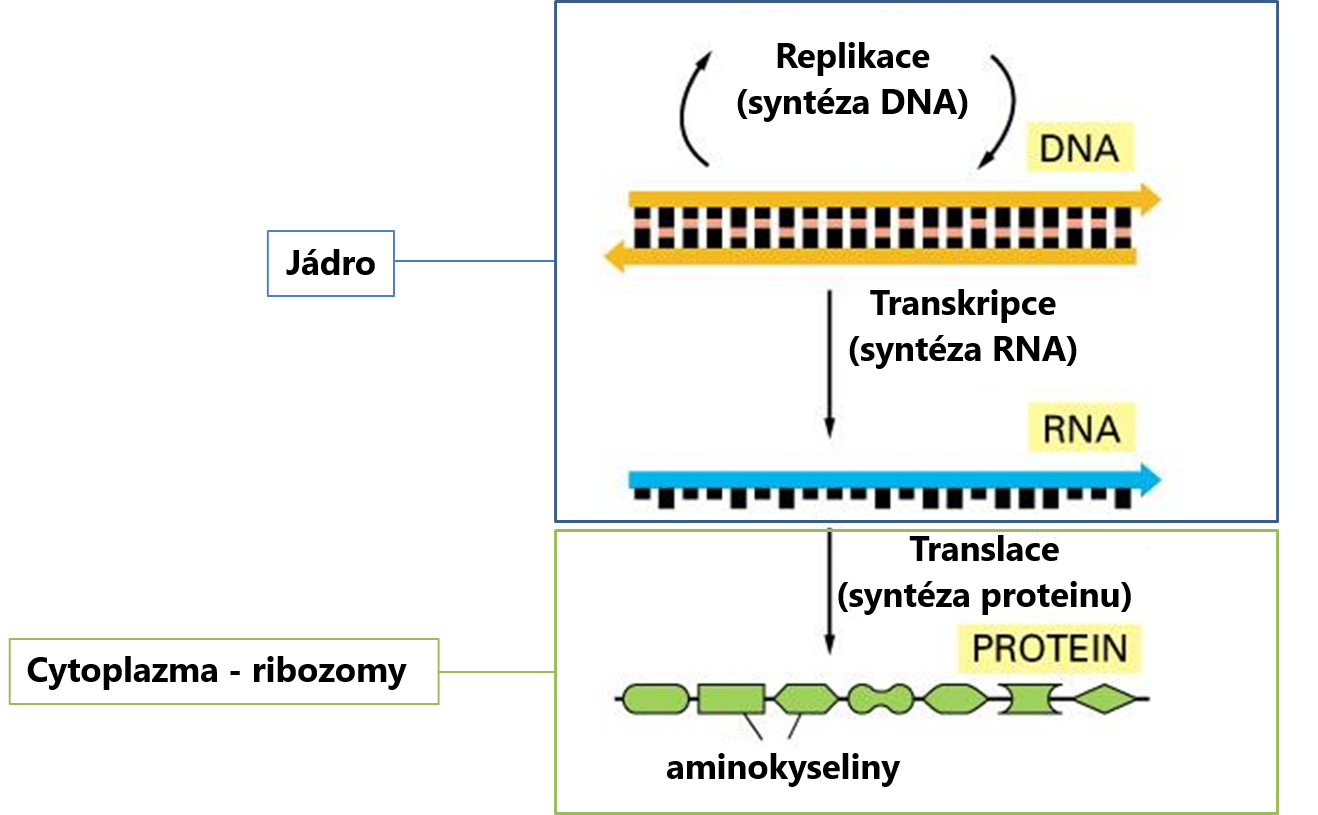 Replikace
(syntéza DNA)
DNA
Jádro
Transkripce
(syntéza RNA)
RNA
Translace
(syntéza proteinu)
PROTEIN
Cytoplazma - ribozomy
aminokyseliny